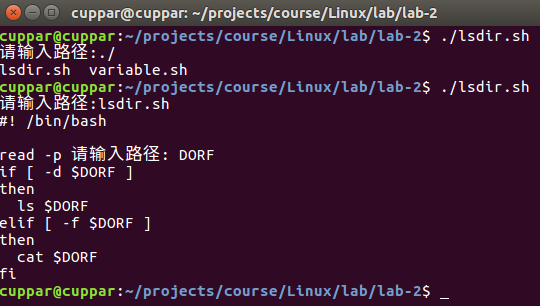 cuppar@cuppar: ~/projects/course/Linux/lab/lab-2
cuppar@cuppar:~/projects/course/Linux/lab/lab-2$ ./lsdir.sh
请输入路径:./
lsdir.sh  variable.sh
cuppar@cuppar:~/projects/course/Linux/lab/lab-2$ ./lsdir.sh
请输入路径:lsdir.sh
#! /bin/bash
read -p 请输入路径: DORF
if [ -d $DORF ]
then
  ls $DORF
elif [ -f $DORF ]
then
  cat $DORF
fi
cuppar@cuppar:~/projects/course/Linux/lab/lab-2$ _